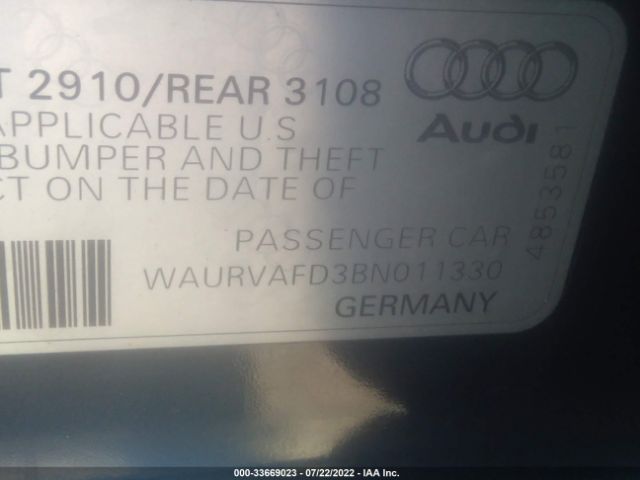 T 2910/REAR 3108
APPLICABLE U.S
BUMPER AND THEFT
CT ON THE DATE OF
Audi
4853581
PASSENGER CAR
WAURVAFD3BN011330
GERMANY
000-33669023 - 07/22/2022 - IAA Inc.